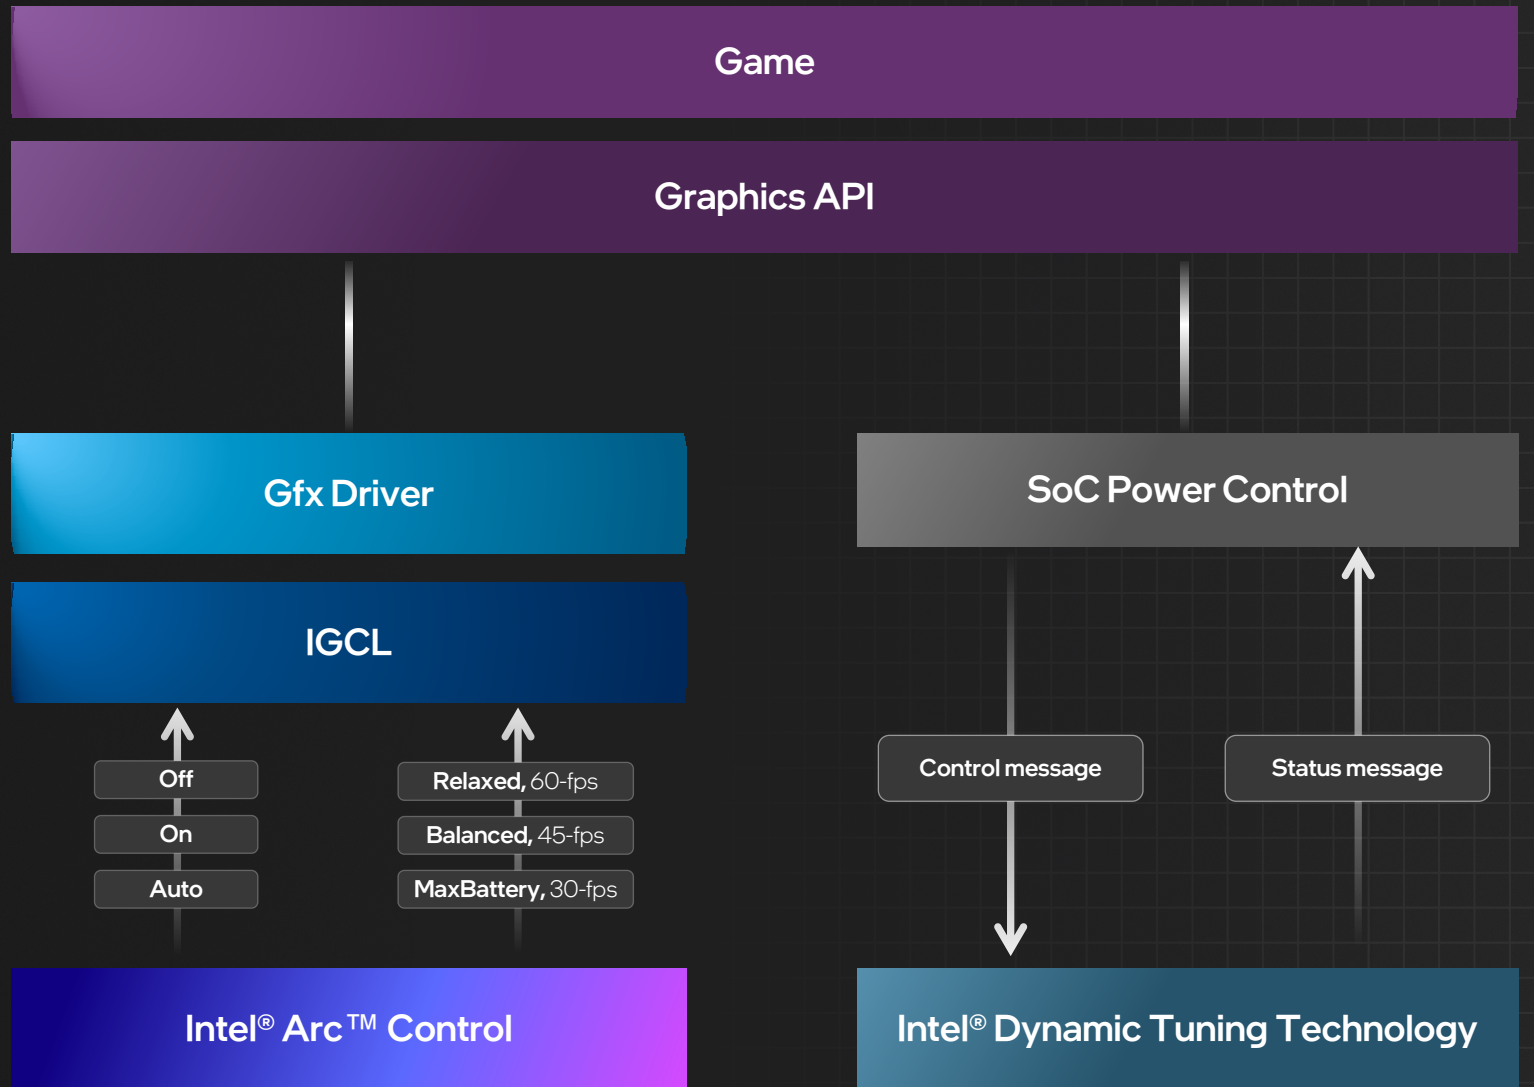 Game
Graphics API
Gfx Driver
SoC Power Control
IGCL
Off
On
Auto
Relaxed, 60-fps
Balanced, 45-fps
MaxBattery, 30-fps
Control message
Status message
Intel® Arc™ Control
Intel® Dynamic Tuning Technology